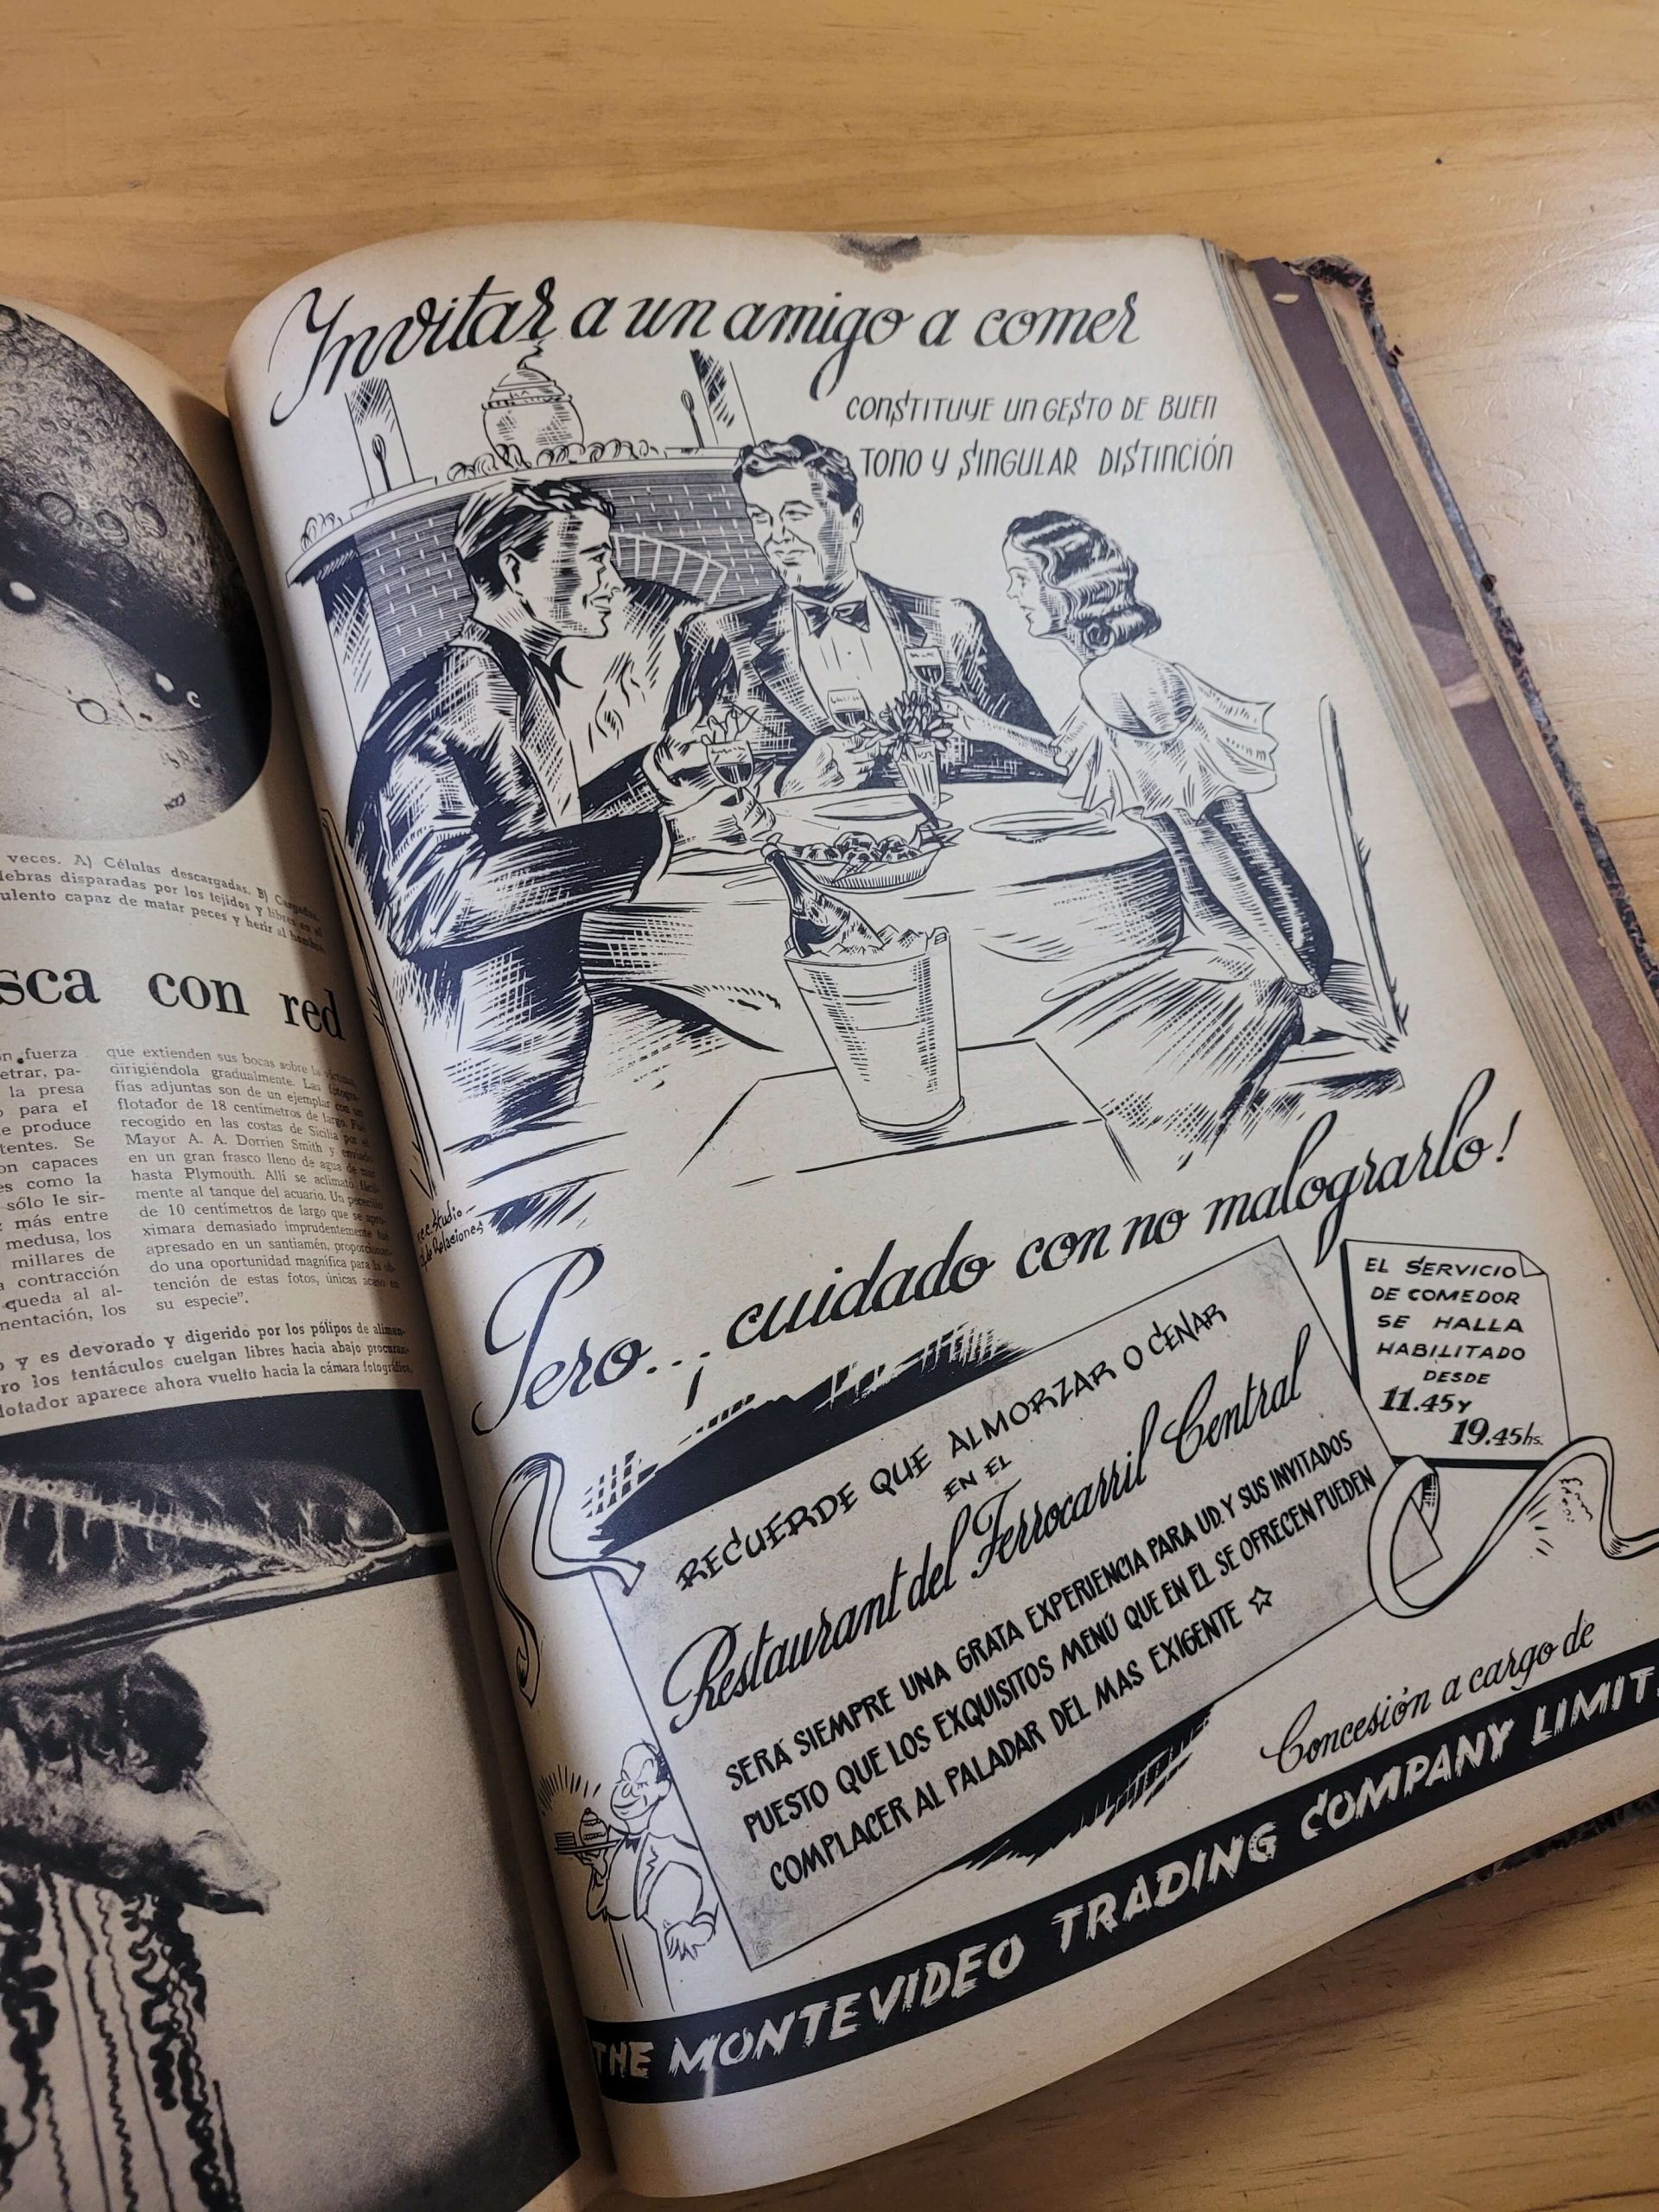 veces. A) Células descargadas. B) Cargadas.
lebras disparadas por los tejidos y libres en el
ulento capaz de matar peces y herir al hombre.
sca con red
fuerza
etrar, pa-
la presa
para el
e produce
tentes. Se
on capaces
es como la
sólo le sir-
más entre
medusa, los
millares de
contracción
queda al al-
mentación, los
que extienden sus bocas sobre la víctima,
dirigiéndola gradualmente. Las fotogra-
fías adjuntas son de un ejemplar con un
flotador de 18 centímetros de largo. Fué
recogido en las costas de Sicilia por el
Mayor A. A. Dorrien Smith y enviado
en un gran frasco lleno de agua de mar
hasta Plymouth. Allí se aclimató fácil-
mente al tanque del acuario. Un pececillo
de 10 centímetros de largo que se apro-
ximara demasiado imprudentemente fué
apresado en un santiamén, proporcionan-
do una oportunidad magnífica para la ob-
tención de estas fotos, únicas acaso en
su especie".
y es devorado y digerido por los pólipos de alimen-
ro los tentáculos cuelgan libres hacia abajo procuran-
lotador aparece ahora vuelto hacia la cámara fotográfica.
Invitar a un amigo a comer
CONSTITUYE UN GESTO DE BUEN
TONO Y SINGULAR DISTINCIÓN
Studio
de Relaciones
Pero... cuidado con no malograrlo!
EL SERVICIO
DE COMEDOR
SE HALLA
HABILITADO
DESDE
11.45 Y
19.45 hs.
RECUERDE QUE ALMORZAR O CENAR
EN EL
Restaurant del Ferrocarril Central
SERÁ SIEMPRE UNA GRATA EXPERIENCIA PARA UD. Y SUS INVITADOS
PUESTO QUE LOS EXQUISITOS MENÚ QUE EN EL SE OFRECEN PUEDEN
COMPLACER AL PALADAR DEL MAS EXIGENTE ☆
Concesión a cargo de
THE MONTEVIDEO TRADING COMPANY LIMIT